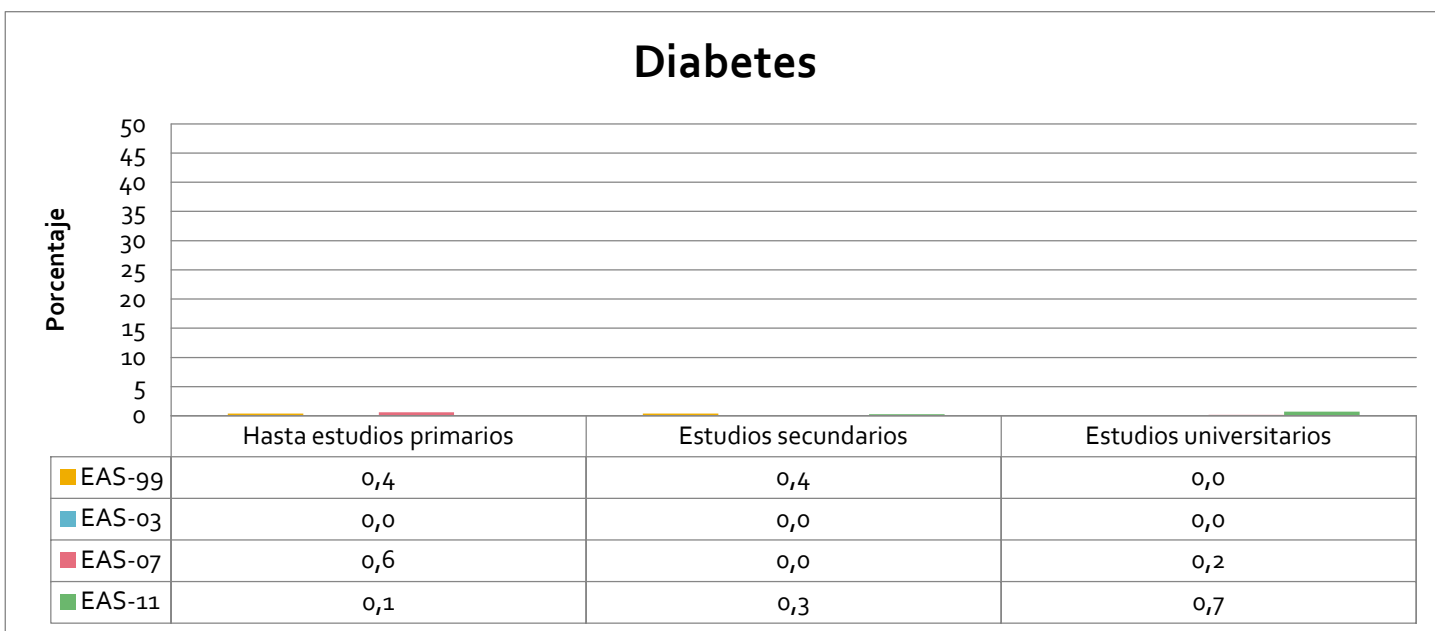 Diabetes
Porcentaje
50
45
40
35
30
25
20
15
10
5
0
Hasta estudios primarios Estudios secundarios Estudios universitarios
EAS-99 0,4 0,4 0,0
EAS-03 0,0 0,0 0,0
EAS-07 0,6 0,0 0,2
EAS-11 0,1 0,3 0,7